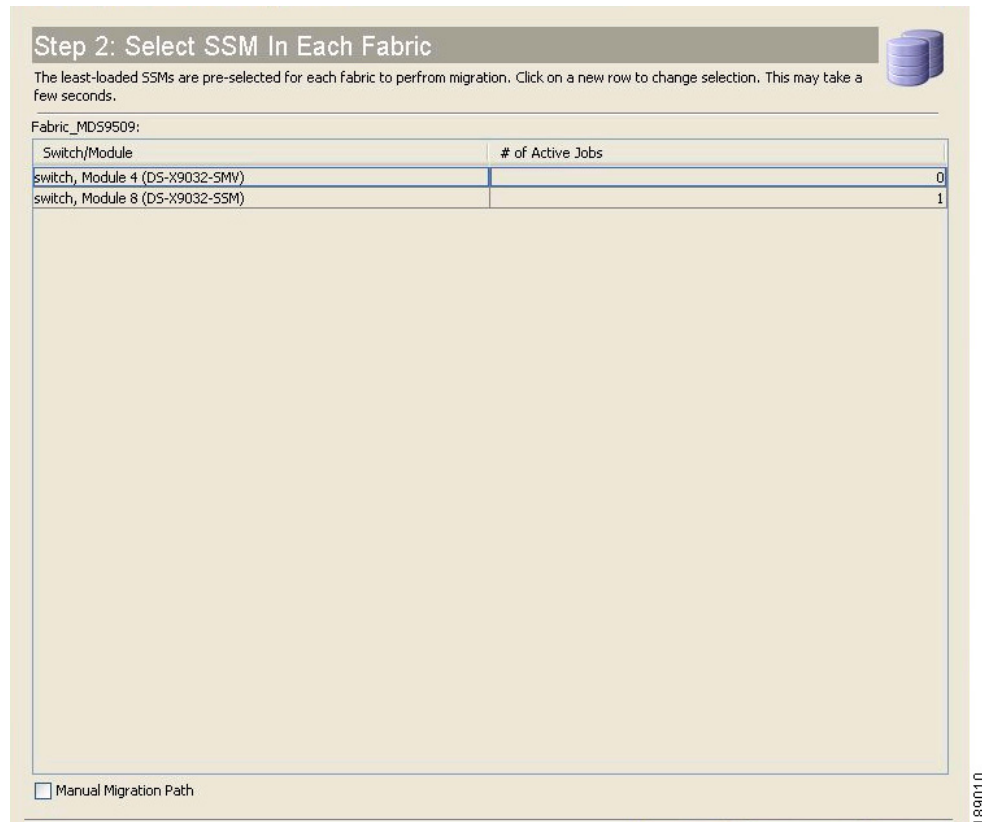 Step 2: Select SSM In Each Fabric
The least-loaded SSMs are pre-selected for each fabric to perfrom migration. Click on a new row to change selection. This may take a
few seconds.
Fabric_MDS9509:
Switch/Module # of Active Jobs
switch, Module 4 (DS-X9032-SMV) 0
switch, Module 8 (DS-X9032-SSM) 1
Manual Migration Path
189010